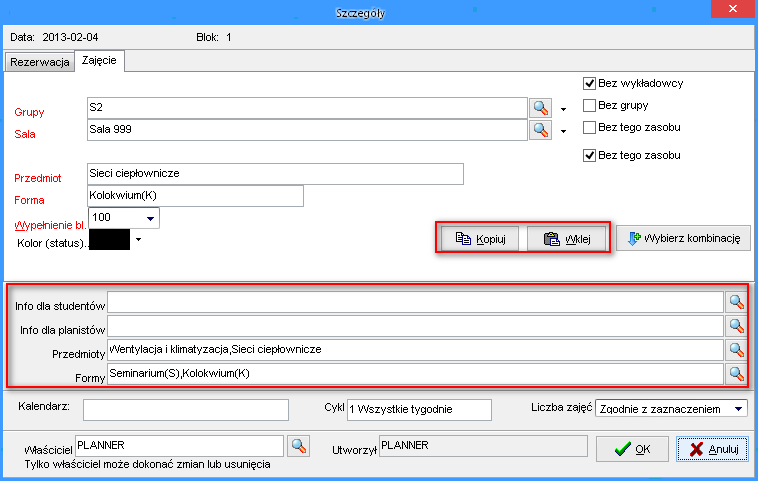 Szczegóły
Data: 2013-02-04 Blok: 1
Rezerwacja Zajęcie
Bez wykładowcy
Grupy S2 Bez grupy
Sala Sala 999 Bez tego zasobu
Bez tego zasobu
Przedmiot Sieci ciepłownicze
Forma Kolokwium(K)
Wypełnienie bl. 100
Kolor (status)..
Kopiuj Wklej Wybierz kombinację
Info dla studentów
Info dla planistów
Przedmioty Wentylacja i klimatyzacja,Sieci ciepłownicze
Formy Seminarium(S),Kolokwium(K)
Kalendarz: Cykl 1 Wszystkie tygodnie Liczba zajęć Zgodnie z zaznaczeniem
Właściciel PLANNER Utworzył PLANNER OK Anuluj
Tylko właściciel może dokonać zmian lub usunięcia